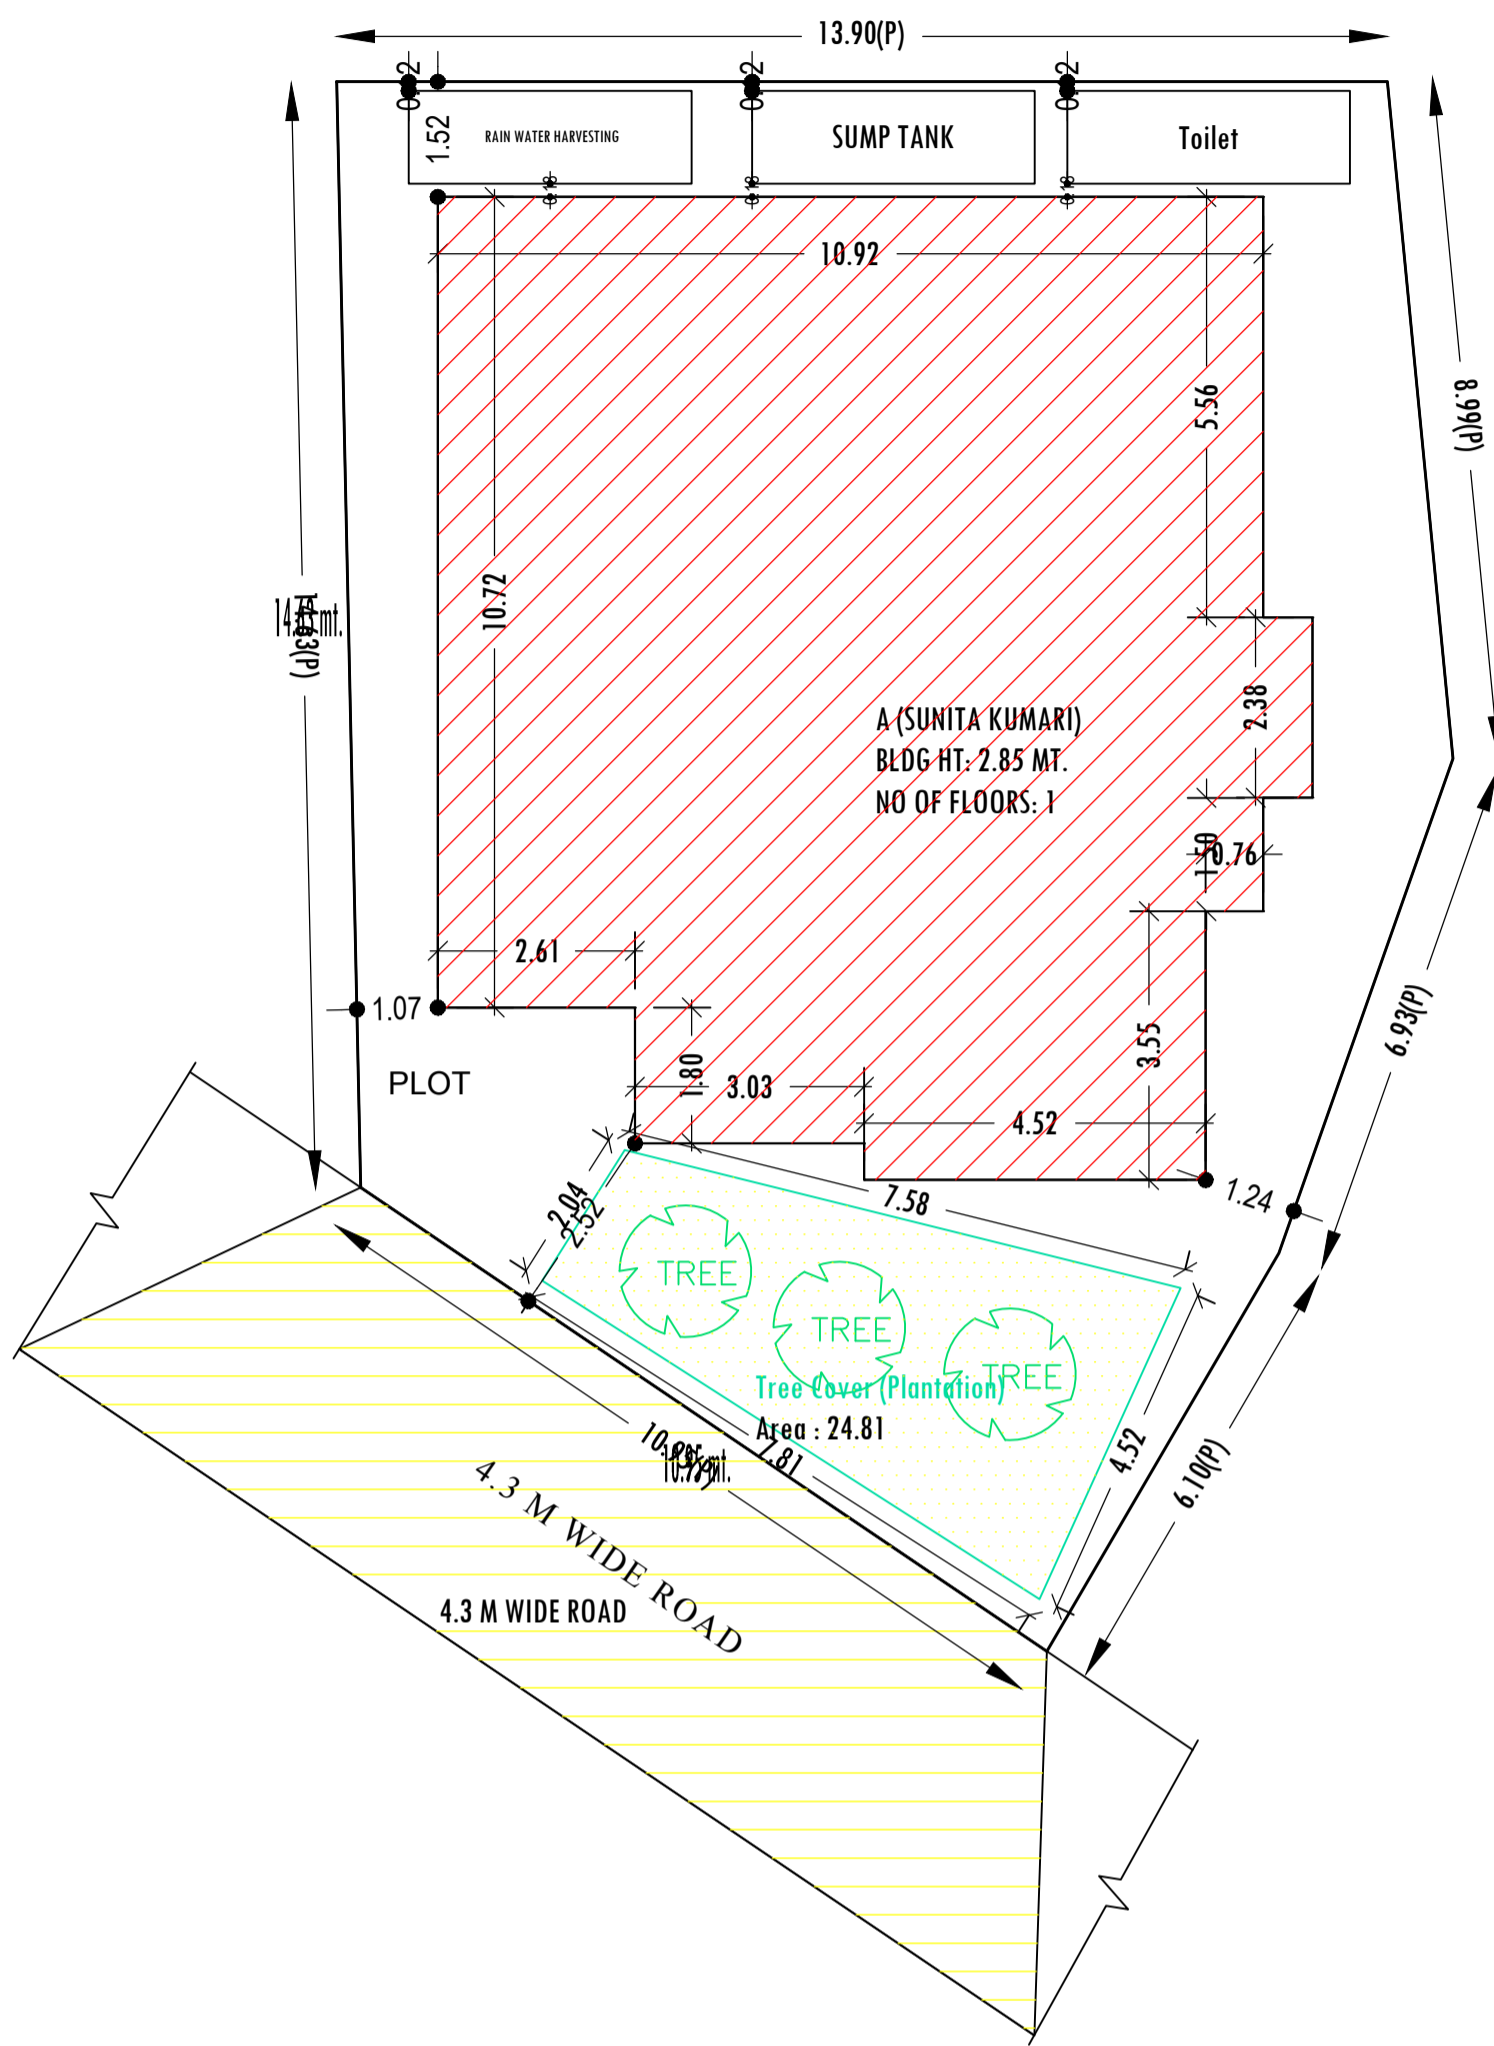 13.90(P)
1.52
RAIN WATER HARVESTING
SUMP TANK
Toilet
0.18
0.18
0.18
10.92
5.56
8.99(P)
10.72
2.38
A (SUNITA KUMARI)
BLDG HT: 2.85 MT.
NO OF FLOORS: 1
1.50
0.76
2.61
1.07
6.93(P)
3.55
PLOT
1.80
3.03
4.52
2.04
2.52
7.58
1.24
TREE
TREE
TREE
Tree Cover (Plantation)
Area : 24.81
7.81
4.52
6.10(P)
4.3 M WIDE ROAD
4.3 M WIDE ROAD